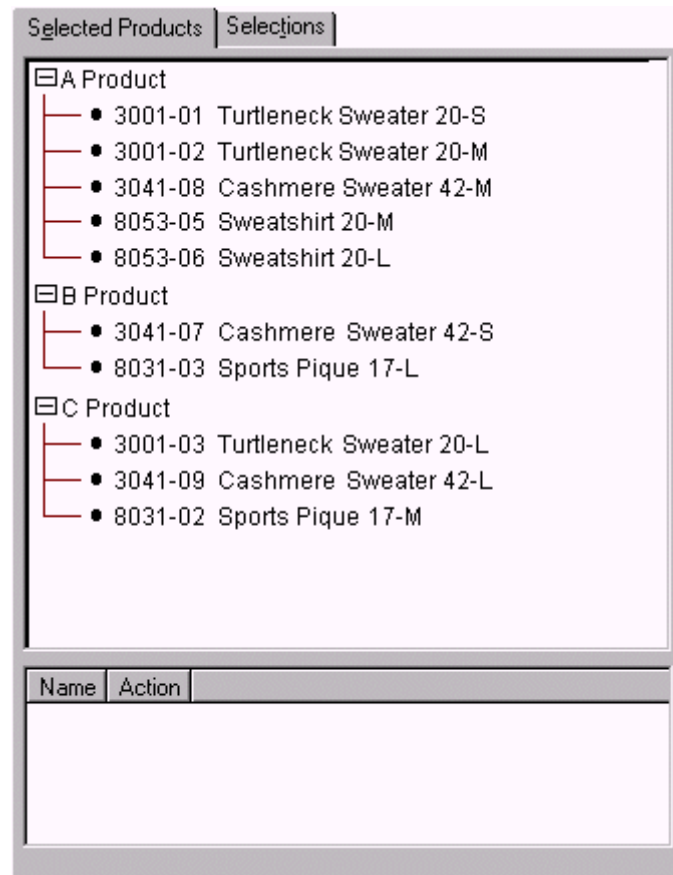 Selected Products Selections
A Product
3001-01 Turtleneck Sweater 20-S
3001-02 Turtleneck Sweater 20-M
3041-08 Cashmere Sweater 42-M
8053-05 Sweatshirt 20-M
8053-06 Sweatshirt 20-L
B Product
3041-07 Cashmere Sweater 42-S
8031-03 Sports Pique 17-L
C Product
3001-03 Turtleneck Sweater 20-L
3041-09 Cashmere Sweater 42-L
8031-02 Sports Pique 17-M
Name Action